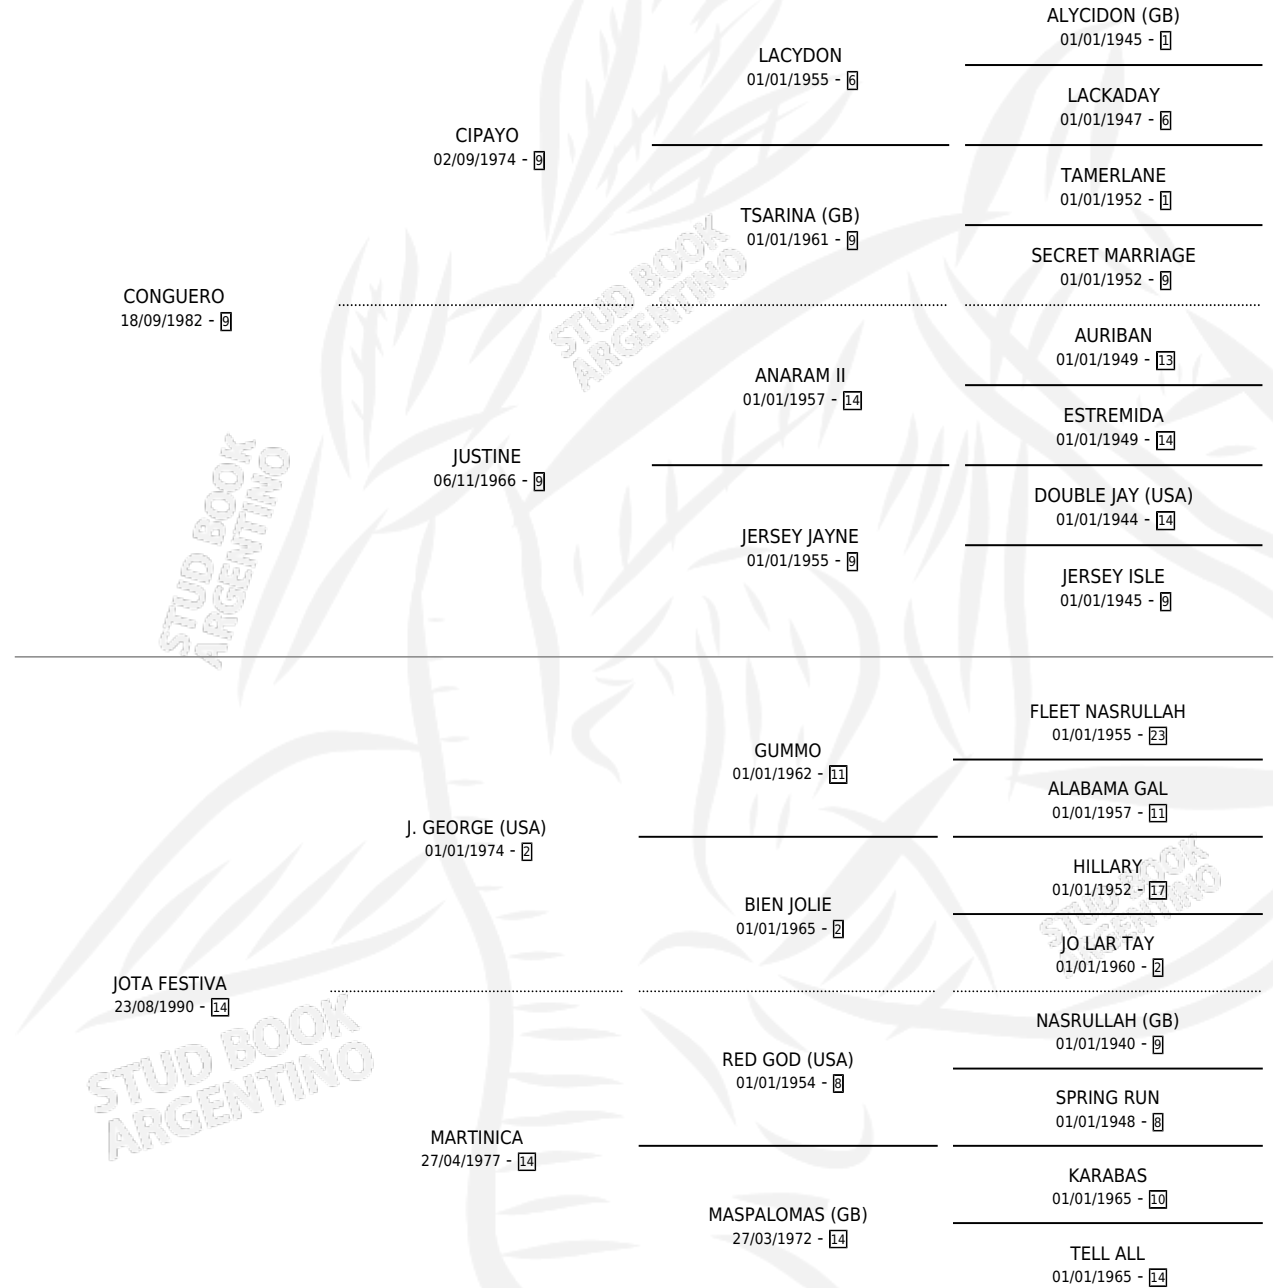 ALYCIDON (GB)
01/01/1945 - 1
LACYDON
01/01/1955 - 6
LACKADAY
01/01/1947 - 6
CIPAYO
02/09/1974 - 9
TAMERLANE
01/01/1952 - 1
TSARINA (GB)
01/01/1961 - 9
SECRET MARRIAGE
01/01/1952 - 9
CONGUERO
18/09/1982 - 9
STUD BOOK
ARGENTINO
AURIBAN
01/01/1949 - 13
ANARAM II
01/01/1957 - 14
ESTREMIDA
01/01/1949 - 14
JUSTINE
06/11/1966 - 9
DOUBLE JAY (USA)
01/01/1944 - 14
JERSEY JAYNE
01/01/1955 - 9
JERSEY ISLE
01/01/1945 - 9
STUD BOOK
ARGENTINO
FLEET NASRULLAH
01/01/1955 - 23
GUMMO
01/01/1962 - 11
ALABAMA GAL
01/01/1957 - 11
J. GEORGE (USA)
01/01/1974 - 2
HILLARY
01/01/1952 - 17
BIEN JOLIE
01/01/1965 - 2
STUD BOOK
ARGENTINO
JO LAR TAY
01/01/1960 - 2
JOTA FESTIVA
23/08/1990 - 14
NASRULLAH (GB)
01/01/1940 - 9
RED GOD (USA)
01/01/1954 - 8
STUD BOOK
ARGENTINO
SPRING RUN
01/01/1948 - 8
MARTINICA
27/04/1977 - 14
KARABAS
01/01/1965 - 10
MASPALOMAS (GB)
27/03/1972 - 14
TELL ALL
01/01/1965 - 14